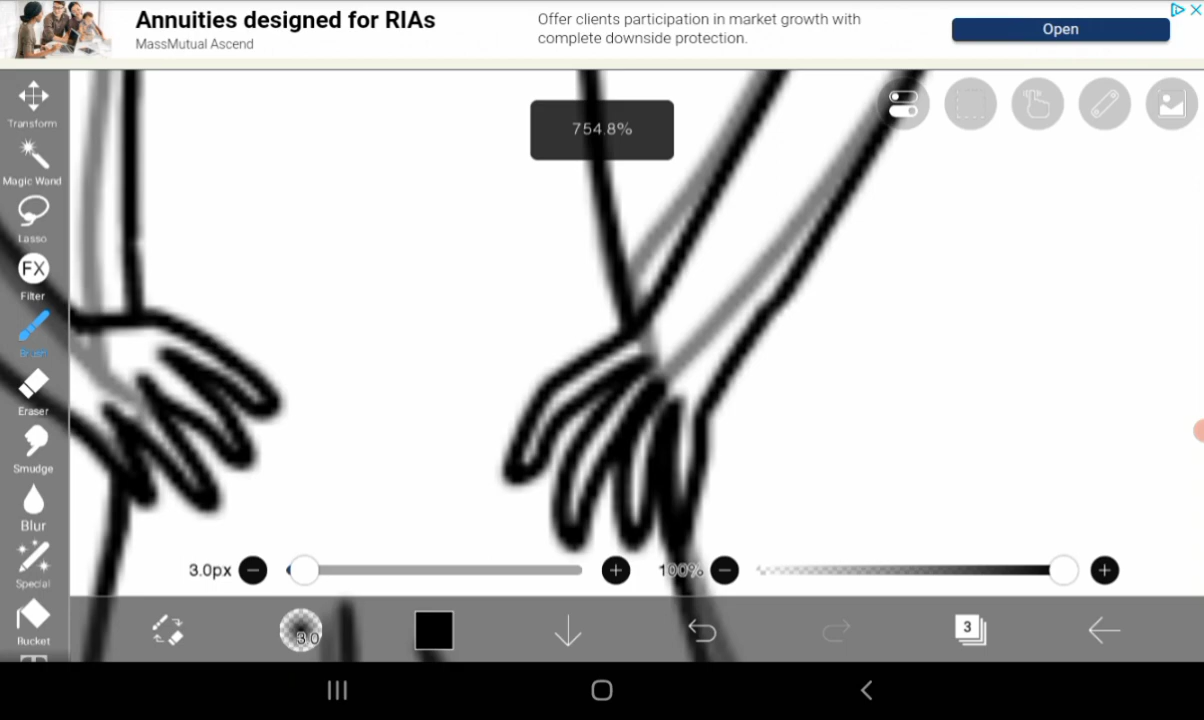 Annuities designed for RIAs
MassMutual Ascend
Offer clients participation in market growth with
complete downside protection.
Open
754.8%
Transform
Magic Wand
Lasso
FX
Filter
Brush
Eraser
Smudge
Blur
Special
Bucket
3.0px
100%
3.0
3